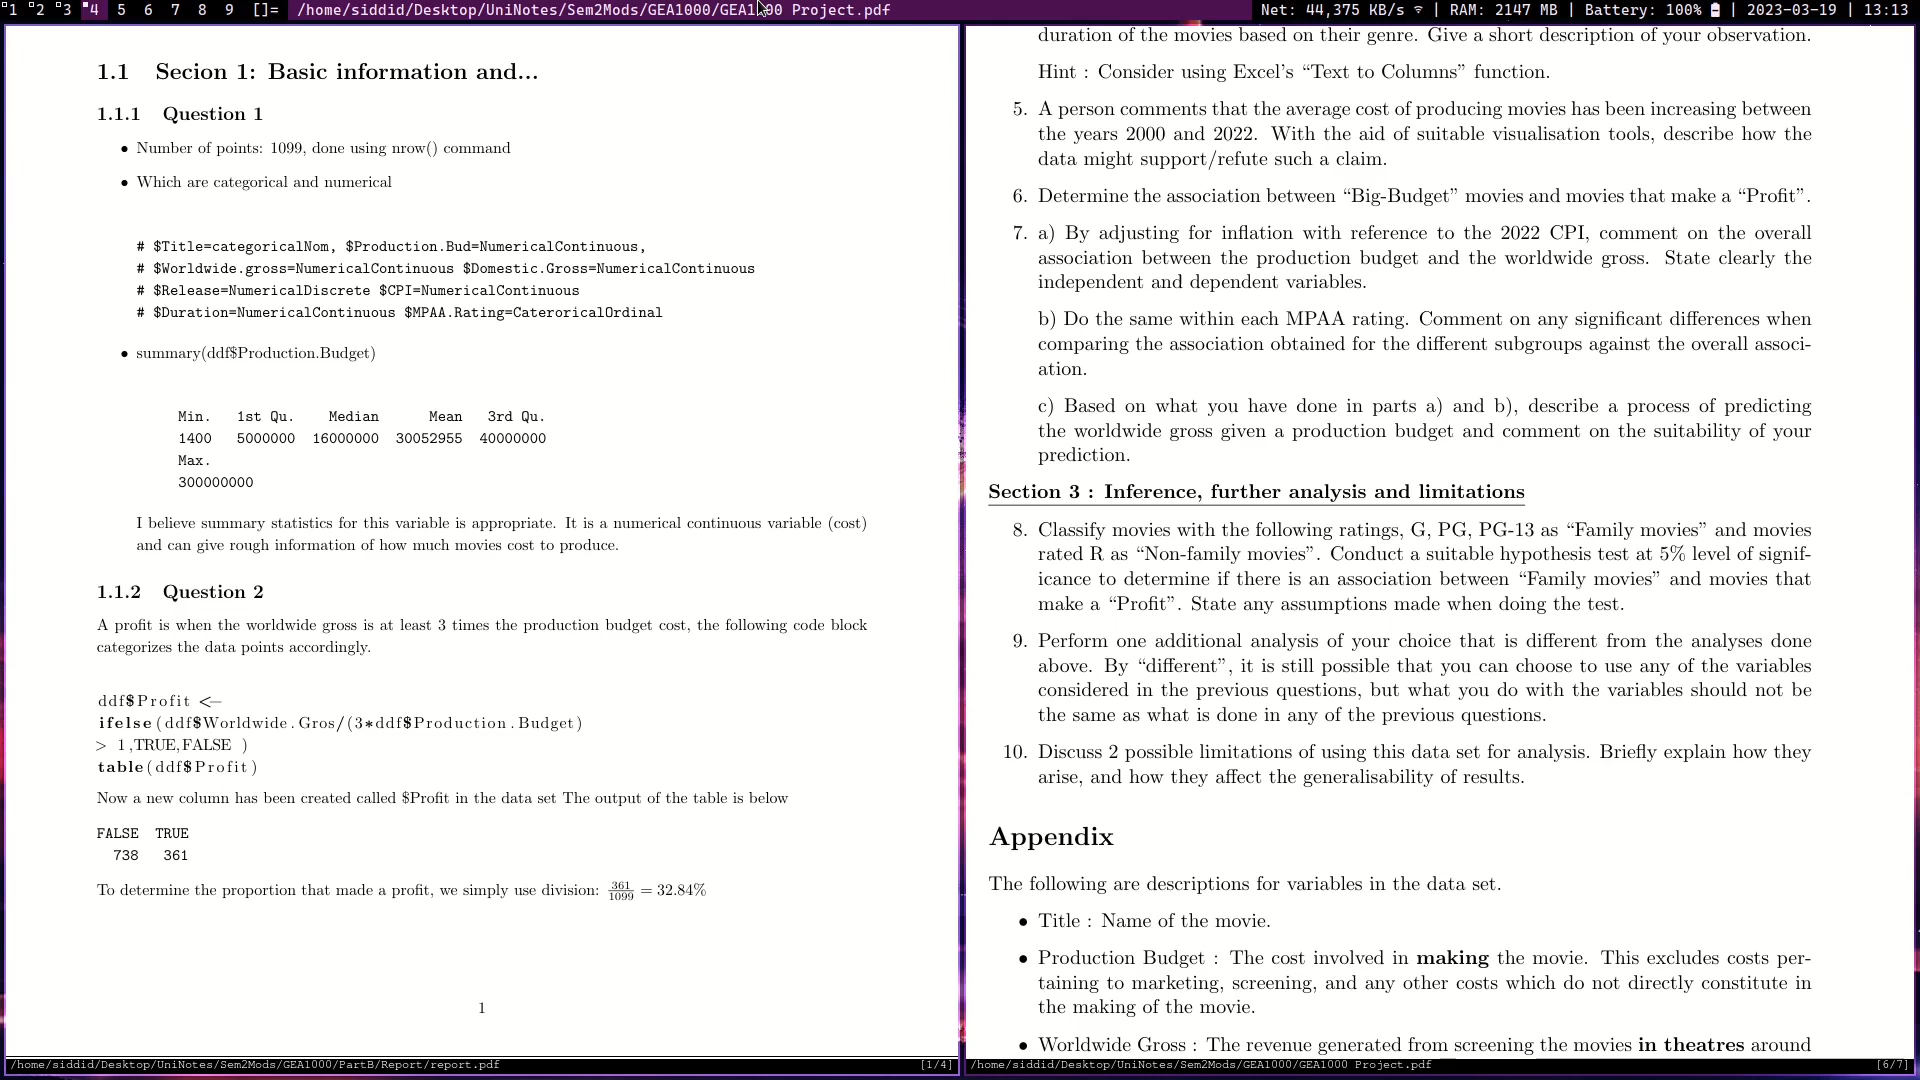 1 2 3 4 5 6 7 8 9 []= /home/siddid/Desktop/UniNotes/Sem2Mods/GEA1000/GEA1000 Project.pdf Net: 44,375 KB/s | RAM: 2147 MB | Battery: 100% | 2023-03-19 | 13:13
1.1 Secion 1: Basic information and...
1.1.1 Question 1
• Number of points: 1099, done using nrow() command
• Which are categorical and numerical
# $Title=categoricalNom, $Production.Bud=NumericalContinuous,
# $Worldwide.gross=NumericalContinuous $Domestic.Gross=NumericalContinuous
# $Release=NumericalDiscrete $CPI=NumericalContinuous
# $Duration=NumericalContinuous $MPAA.Rating=CateroricalOrdinal
• summary(ddf$Production.Budget)
Min. 1st Qu. Median Mean 3rd Qu.
1400 5000000 16000000 30052955 40000000
Max.
300000000
I believe summary statistics for this variable is appropriate. It is a numerical continuous variable (cost)
and can give rough information of how much movies cost to produce.
1.1.2 Question 2
A profit is when the worldwide gross is at least 3 times the production budget cost, the following code block
categorizes the data points accordingly.
ddf$Profit <-
ifelse(ddf$Worldwide.Gros/(3*ddf$Production.Budget)
> 1,TRUE,FALSE )
table(ddf$Profit)
Now a new column has been created called $Profit in the data set The output of the table is below
FALSE TRUE
738 361
To determine the proportion that made a profit, we simply use division: 361/1099 = 32.84%
1
/home/siddid/Desktop/UniNotes/Sem2Mods/GEA1000/PartB/Report/report.pdf [1/4]
duration of the movies based on their genre. Give a short description of your observation.
Hint : Consider using Excel's “Text to Columns” function.
5. A person comments that the average cost of producing movies has been increasing between
the years 2000 and 2022. With the aid of suitable visualisation tools, describe how the
data might support/refute such a claim.
6. Determine the association between “Big-Budget” movies and movies that make a “Profit”.
7. a) By adjusting for inflation with reference to the 2022 CPI, comment on the overall
association between the production budget and the worldwide gross. State clearly the
independent and dependent variables.
b) Do the same within each MPAA rating. Comment on any significant differences when
comparing the association obtained for the different subgroups against the overall associ-
ation.
c) Based on what you have done in parts a) and b), describe a process of predicting
the worldwide gross given a production budget and comment on the suitability of your
prediction.
Section 3 : Inference, further analysis and limitations
8. Classify movies with the following ratings, G, PG, PG-13 as “Family movies” and movies
rated R as “Non-family movies”. Conduct a suitable hypothesis test at 5% level of signif-
icance to determine if there is an association between “Family movies” and movies that
make a “Profit”. State any assumptions made when doing the test.
9. Perform one additional analysis of your choice that is different from the analyses done
above. By “different”, it is still possible that you can choose to use any of the variables
considered in the previous questions, but what you do with the variables should not be
the same as what is done in any of the previous questions.
10. Discuss 2 possible limitations of using this data set for analysis. Briefly explain how they
arise, and how they affect the generalisability of results.
Appendix
The following are descriptions for variables in the data set.
• Title : Name of the movie.
• Production Budget : The cost involved in making the movie. This excludes costs per-
taining to marketing, screening, and any other costs which do not directly constitute in
the making of the movie.
• Worldwide Gross : The revenue generated from screening the movies in theatres around
/home/siddid/Desktop/UniNotes/Sem2Mods/GEA1000/GEA1000 Project.pdf [6/7]